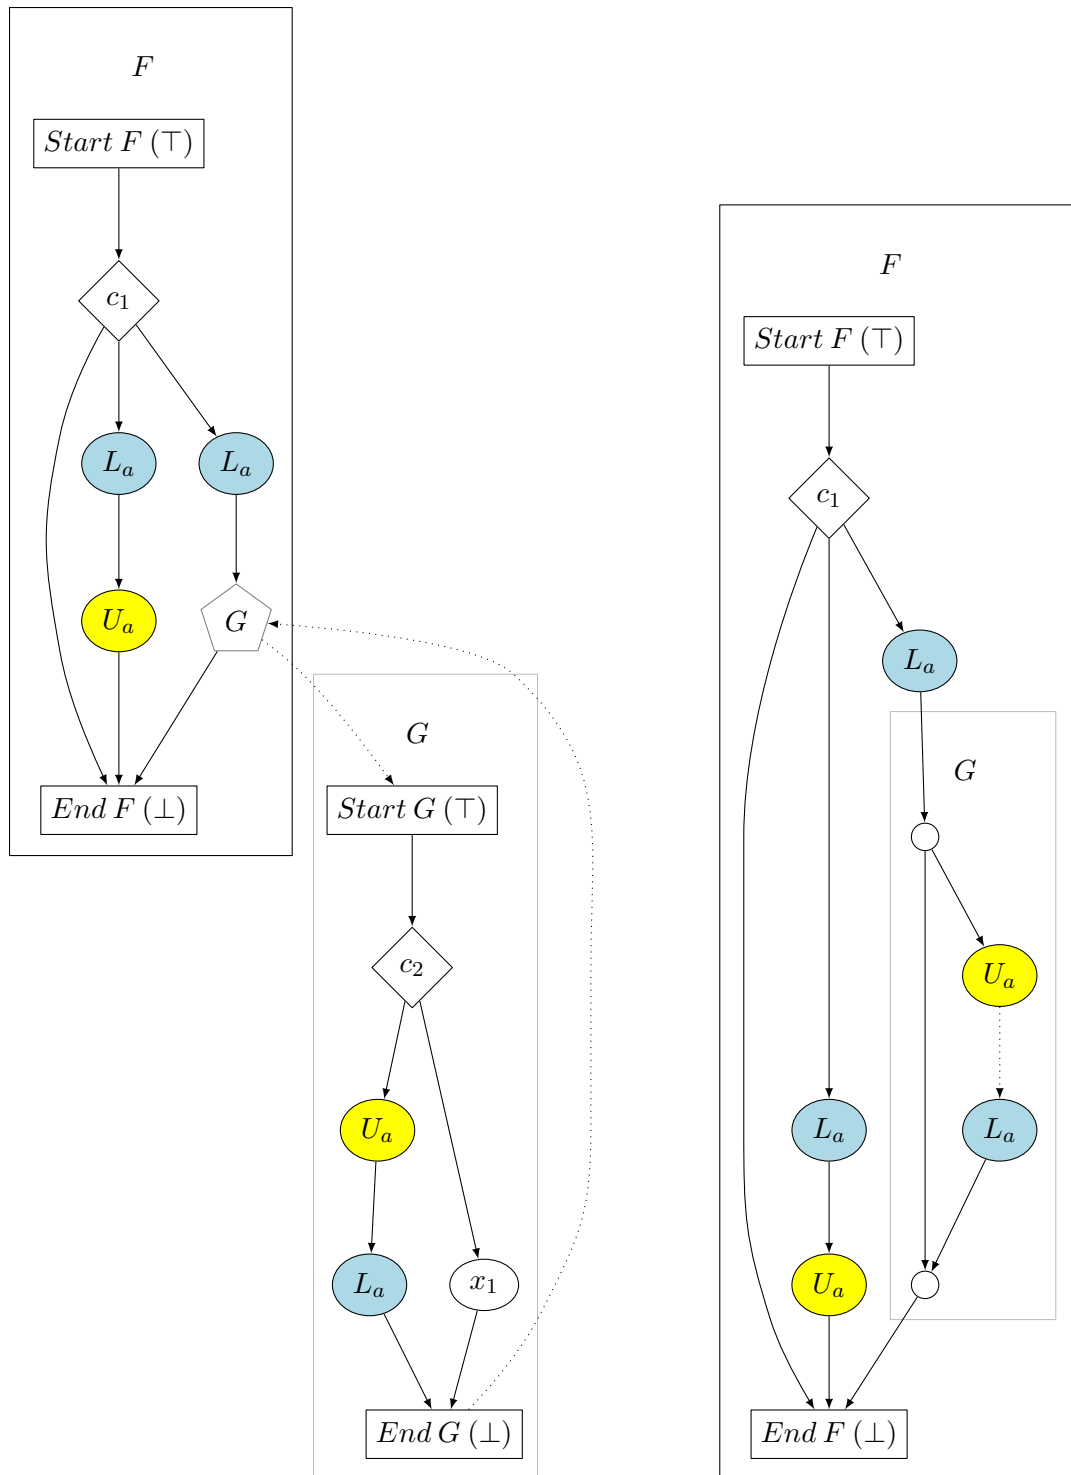 F
Start F (⊤)
c₁
Lₐ Lₐ
Uₐ G
End F (⊥)
G
Start G (⊤)
c₂
Uₐ
Lₐ x₁
End G (⊥)
F
Start F (⊤)
c₁
Lₐ
G
Uₐ
Lₐ Lₐ
Uₐ
End F (⊥)